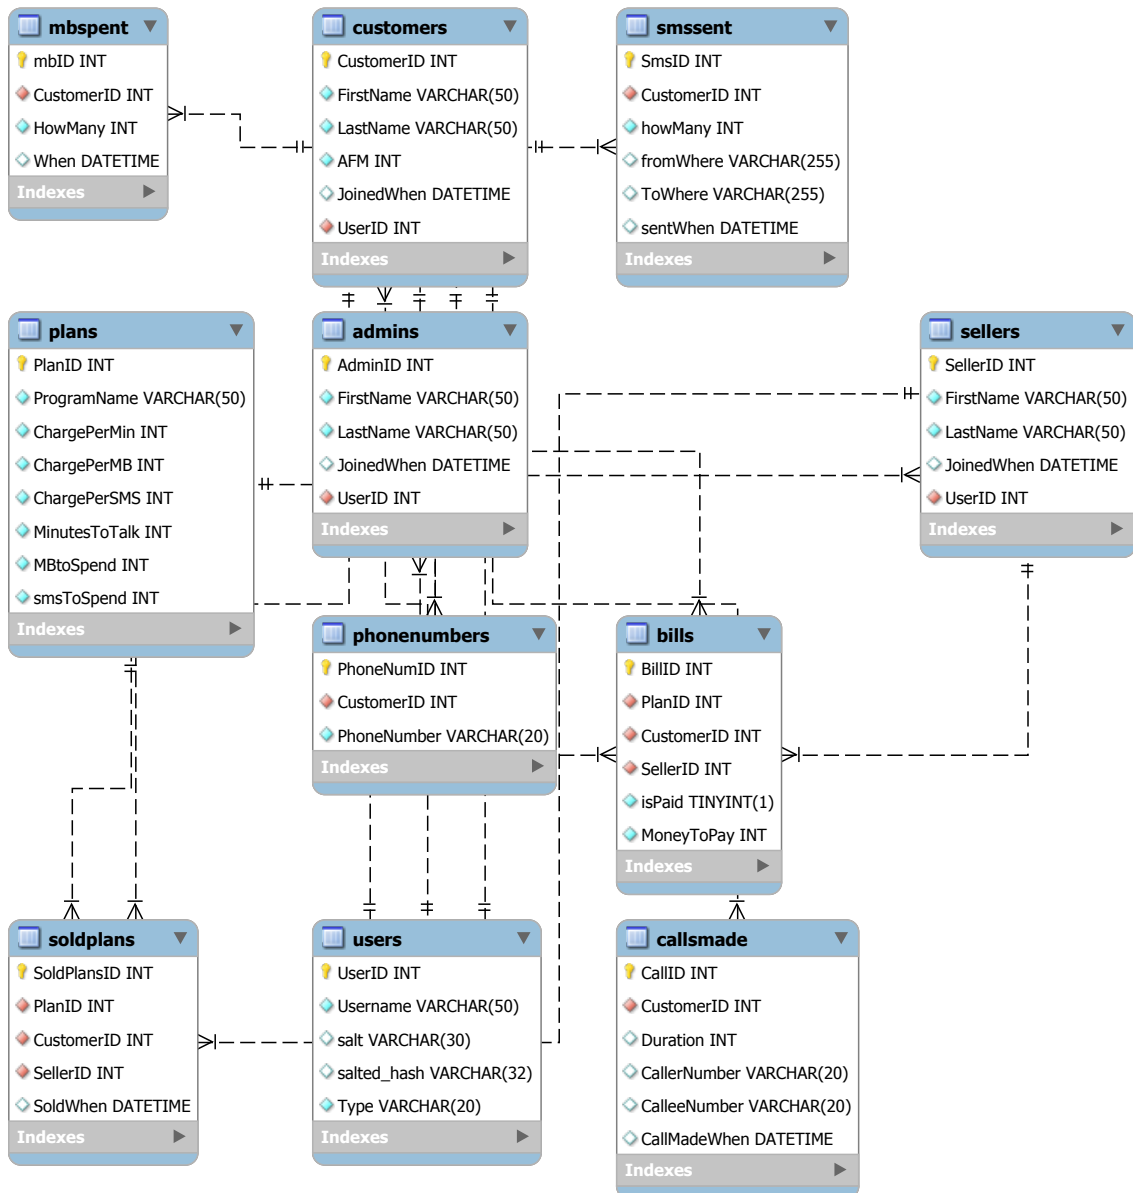 mbspent
mbID INT
CustomerID INT
HowMany INT
When DATETIME
Indexes
customers
CustomerID INT
FirstName VARCHAR(50)
LastName VARCHAR(50)
AFM INT
JoinedWhen DATETIME
UserID INT
Indexes
smssent
SmsID INT
CustomerID INT
howMany INT
fromWhere VARCHAR(255)
ToWhere VARCHAR(255)
sentWhen DATETIME
Indexes
plans
PlanID INT
ProgramName VARCHAR(50)
ChargePerMin INT
ChargePerMB INT
ChargePerSMS INT
MinutesToTalk INT
MBtoSpend INT
smsToSpend INT
Indexes
admins
AdminID INT
FirstName VARCHAR(50)
LastName VARCHAR(50)
JoinedWhen DATETIME
UserID INT
Indexes
sellers
SellerID INT
FirstName VARCHAR(50)
LastName VARCHAR(50)
JoinedWhen DATETIME
UserID INT
Indexes
phonenumbers
PhoneNumID INT
CustomerID INT
PhoneNumber VARCHAR(20)
Indexes
bills
BillID INT
PlanID INT
CustomerID INT
SellerID INT
isPaid TINYINT(1)
MoneyToPay INT
Indexes
soldplans
SoldPlansID INT
PlanID INT
CustomerID INT
SellerID INT
SoldWhen DATETIME
Indexes
users
UserID INT
Username VARCHAR(50)
salt VARCHAR(30)
salted_hash VARCHAR(32)
Type VARCHAR(20)
Indexes
callsmade
CallID INT
CustomerID INT
Duration INT
CallerNumber VARCHAR(20)
CalleeNumber VARCHAR(20)
CallMadeWhen DATETIME
Indexes